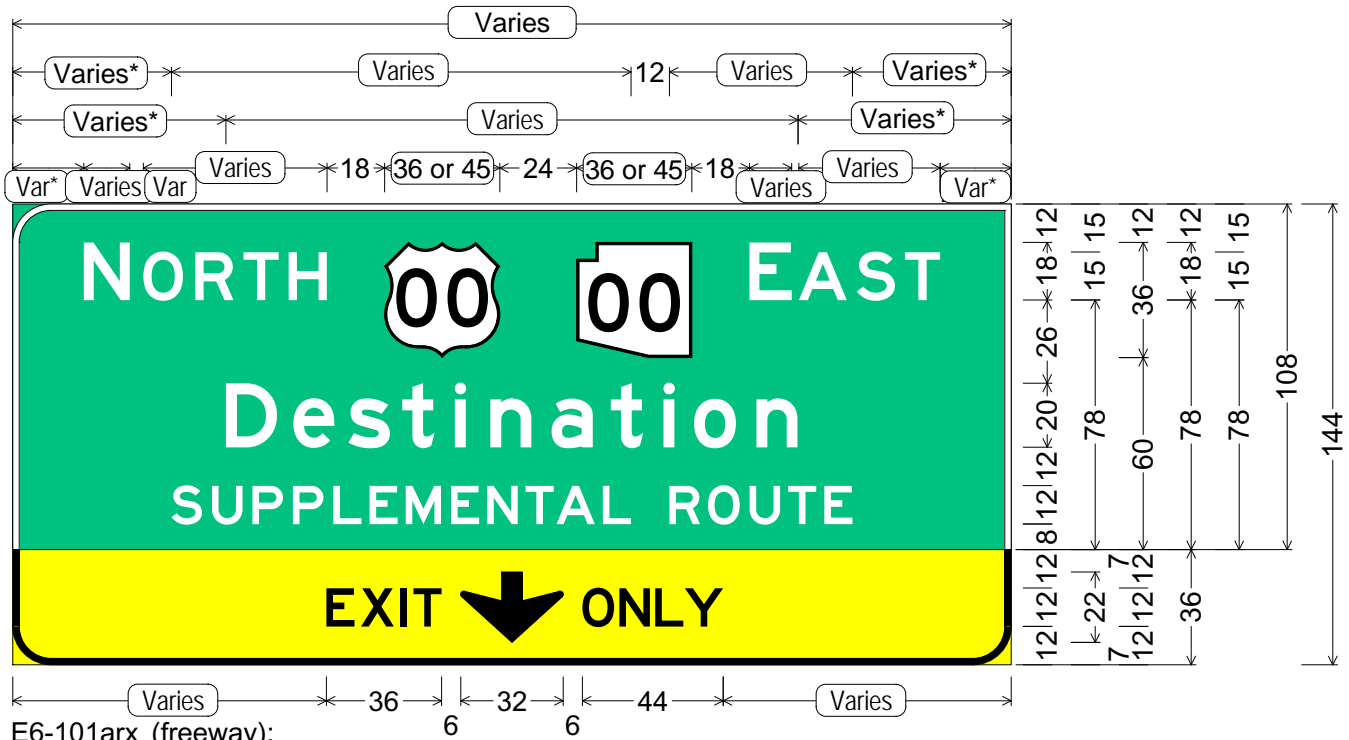 Varies
Varies* Varies 12 Varies Varies*
Varies* Varies Varies*
Var* Varies Var Varies 18 36 or 45 24 36 or 45 18 Varies Varies Var*
NORTH 00 00 EAST
Destination
SUPPLEMENTAL ROUTE
EXIT ONLY
12 18 26 20 12 12 8 12 12 12
15 15 78 22
12 36 60 7 12 12 12 7
12 18 78 36
15 15 78
108
144
Varies 36 6 32 6 44 Varies
E6-101arx (freeway);